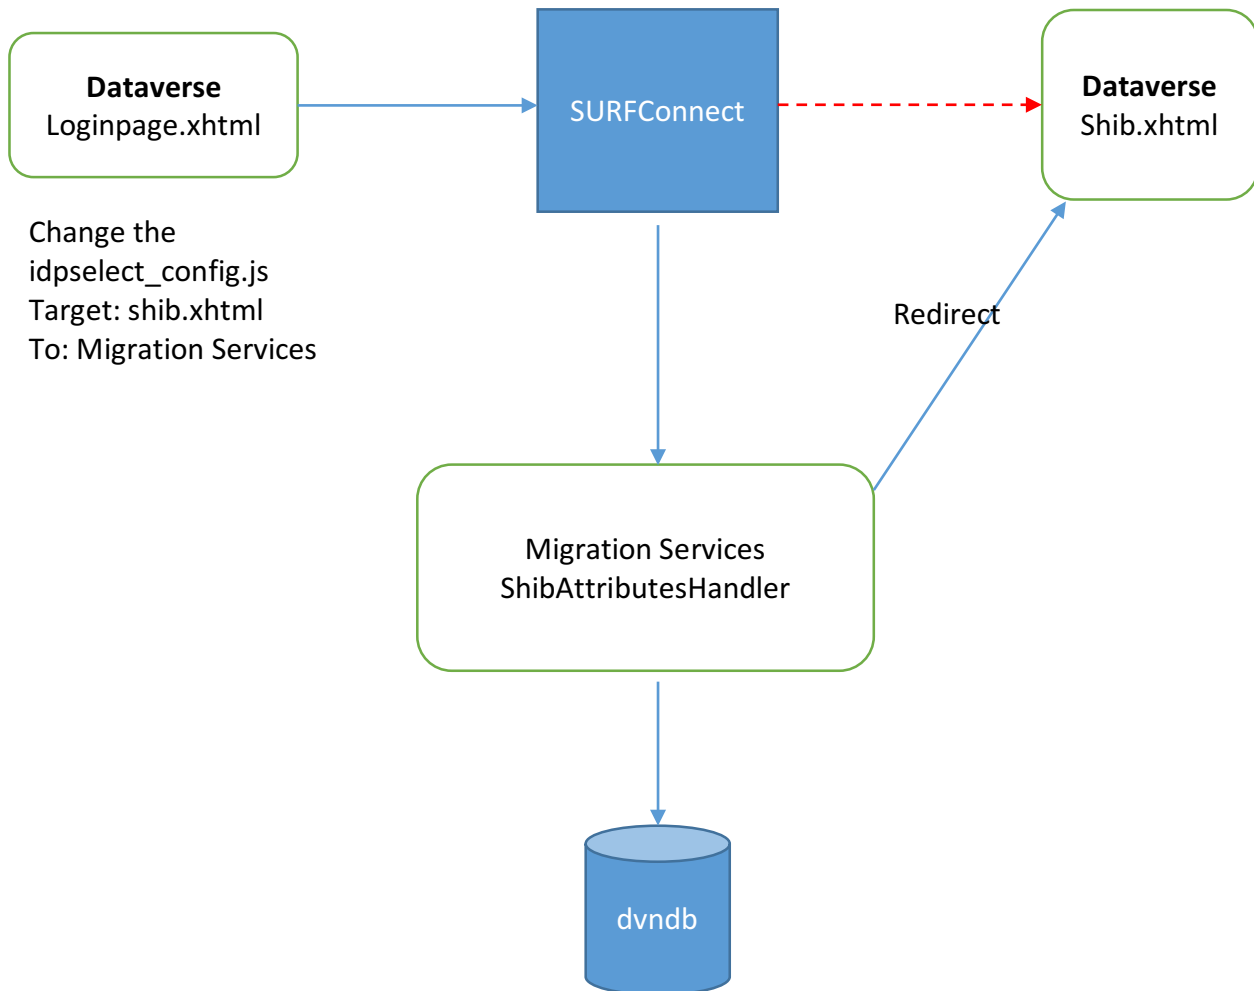 Dataverse
Loginpage.xhtml
SURFConnect
Dataverse
Shib.xhtml
Change the
idpselect_config.js
Target: shib.xhtml
To: Migration Services
Redirect
Migration Services
ShibAttributesHandler
dvndb